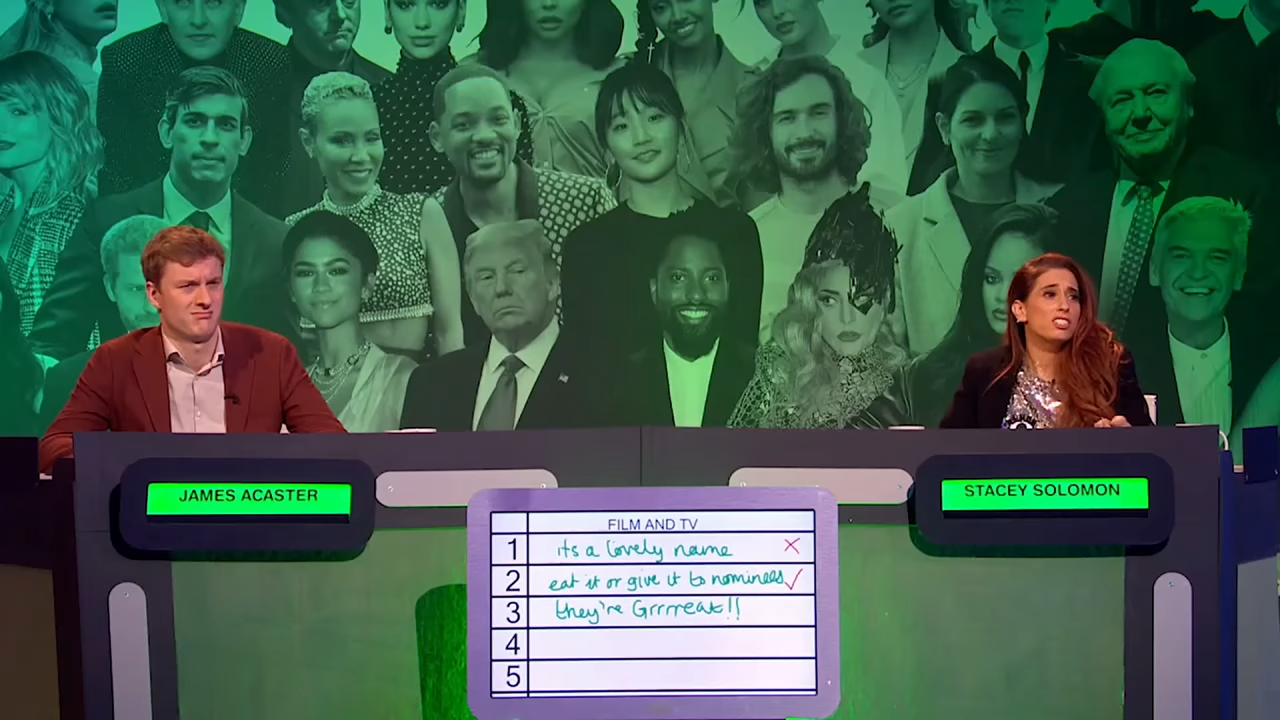 JAMES ACASTER
STACEY SOLOMON
FILM AND TV
1 its a lovely name ✗
2 eat it or give it to nominees ✓
3 they're Grrrreat!!
4
5